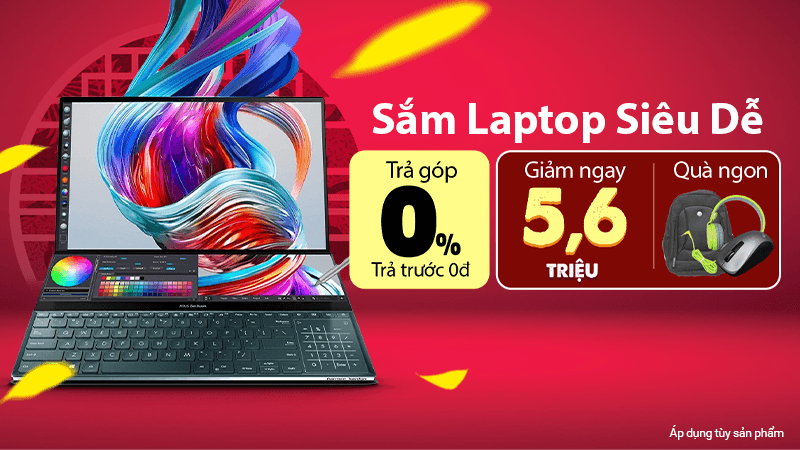 Sắm Laptop Siêu Dễ
Trả góp
0%
Trả trước 0đ
Giảm ngay
5,6
TRIỆU
Quà ngon
Áp dụng tùy sản phẩm